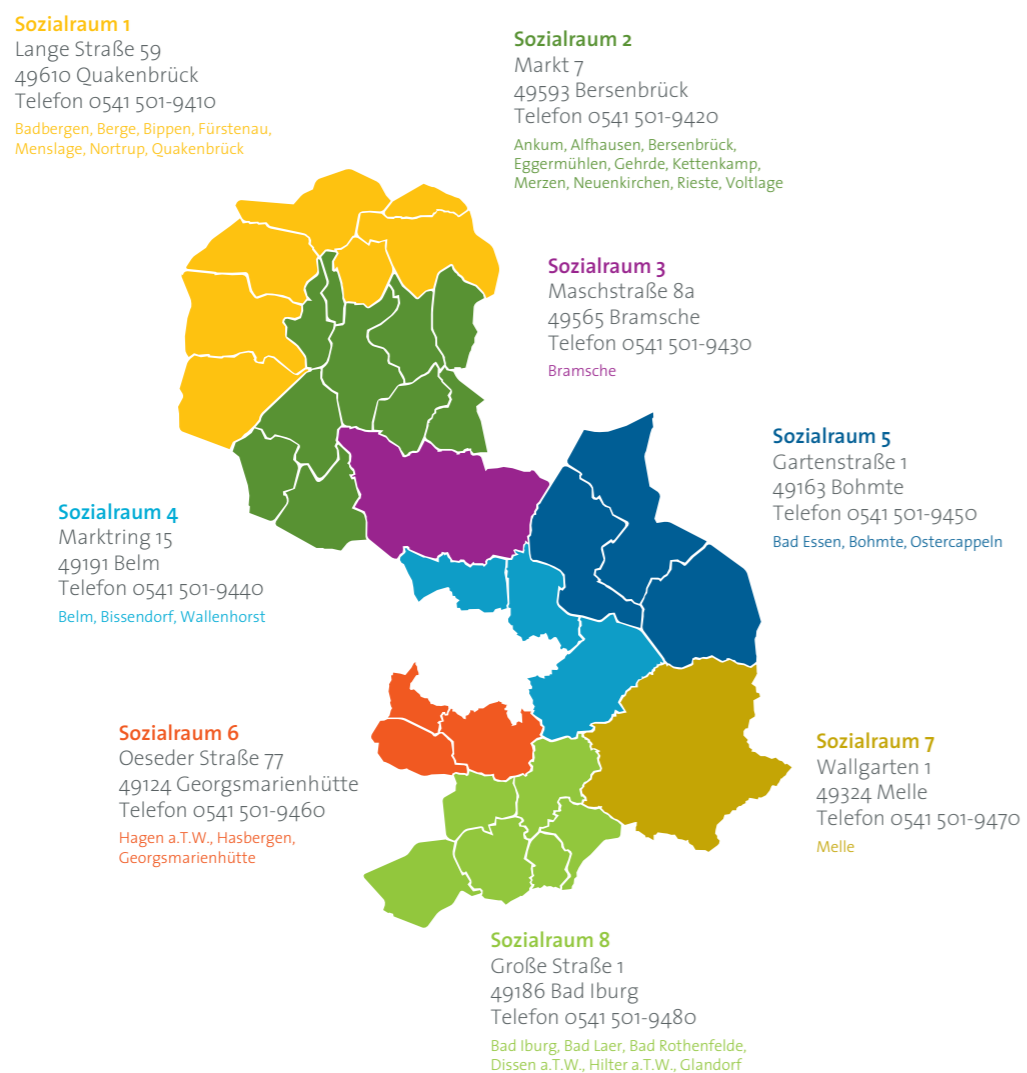 Sozialraum 1
Lange Straße 59
49610 Quakenbrück
Telefon 0541 501-9410
Badbergen, Berge, Bippen, Fürstenau,
Menslage, Nortrup, Quakenbrück
Sozialraum 2
Markt 7
49593 Bersenbrück
Telefon 0541 501-9420
Ankum, Alfhausen, Bersenbrück,
Eggermühlen, Gehrde, Kettenkamp,
Merzen, Neuenkirchen, Rieste, Voltlage
Sozialraum 3
Maschstraße 8a
49565 Bramsche
Telefon 0541 501-9430
Bramsche
Sozialraum 5
Gartenstraße 1
49163 Bohmte
Telefon 0541 501-9450
Bad Essen, Bohmte, Ostercappeln
Sozialraum 4
Marktring 15
49191 Belm
Telefon 0541 501-9440
Belm, Bissendorf, Wallenhorst
Sozialraum 6
Oeseder Straße 77
49124 Georgsmarienhütte
Telefon 0541 501-9460
Hagen a.T.W., Hasbergen,
Georgsmarienhütte
Sozialraum 7
Wallgarten 1
49324 Melle
Telefon 0541 501-9470
Melle
Sozialraum 8
Große Straße 1
49186 Bad Iburg
Telefon 0541 501-9480
Bad Iburg, Bad Laer, Bad Rothenfelde,
Dissen a.T.W., Hilter a.T.W., Glandorf